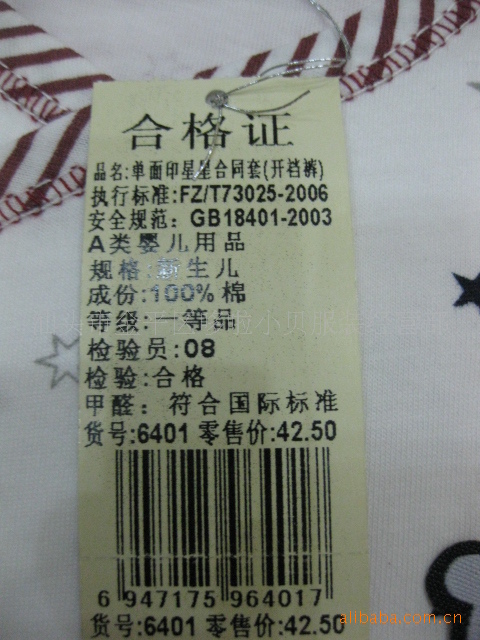 合格证
品名:单面印星星合同套(开裆裤)
执行标准:FZ/T73025-2006
安全规范: GB18401-2003
A类婴儿用品
规格:新生儿
成份:100%棉
等级: 一等品
检验员:08
检验:合格
甲醛: 符合国际标准
货号:6401 零售价:42.50
6 947175 964017
货号:6401 零售价:42.50
alibaba.com.cn